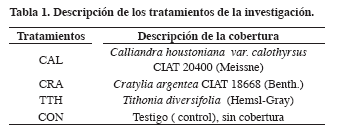 Tabla 1. Descripción de los tratamientos de la investigación.
Tratamientos Descripción de la cobertura
CAL Calliandra houstoniana var. calothyrsus
CIAT 20400 (Meissne)
CRA Cratylia argentea CIAT 18668 (Benth.)
TTH Tithonia diversifolia (Hemsl-Gray)
CON Testigo ( control), sin cobertura